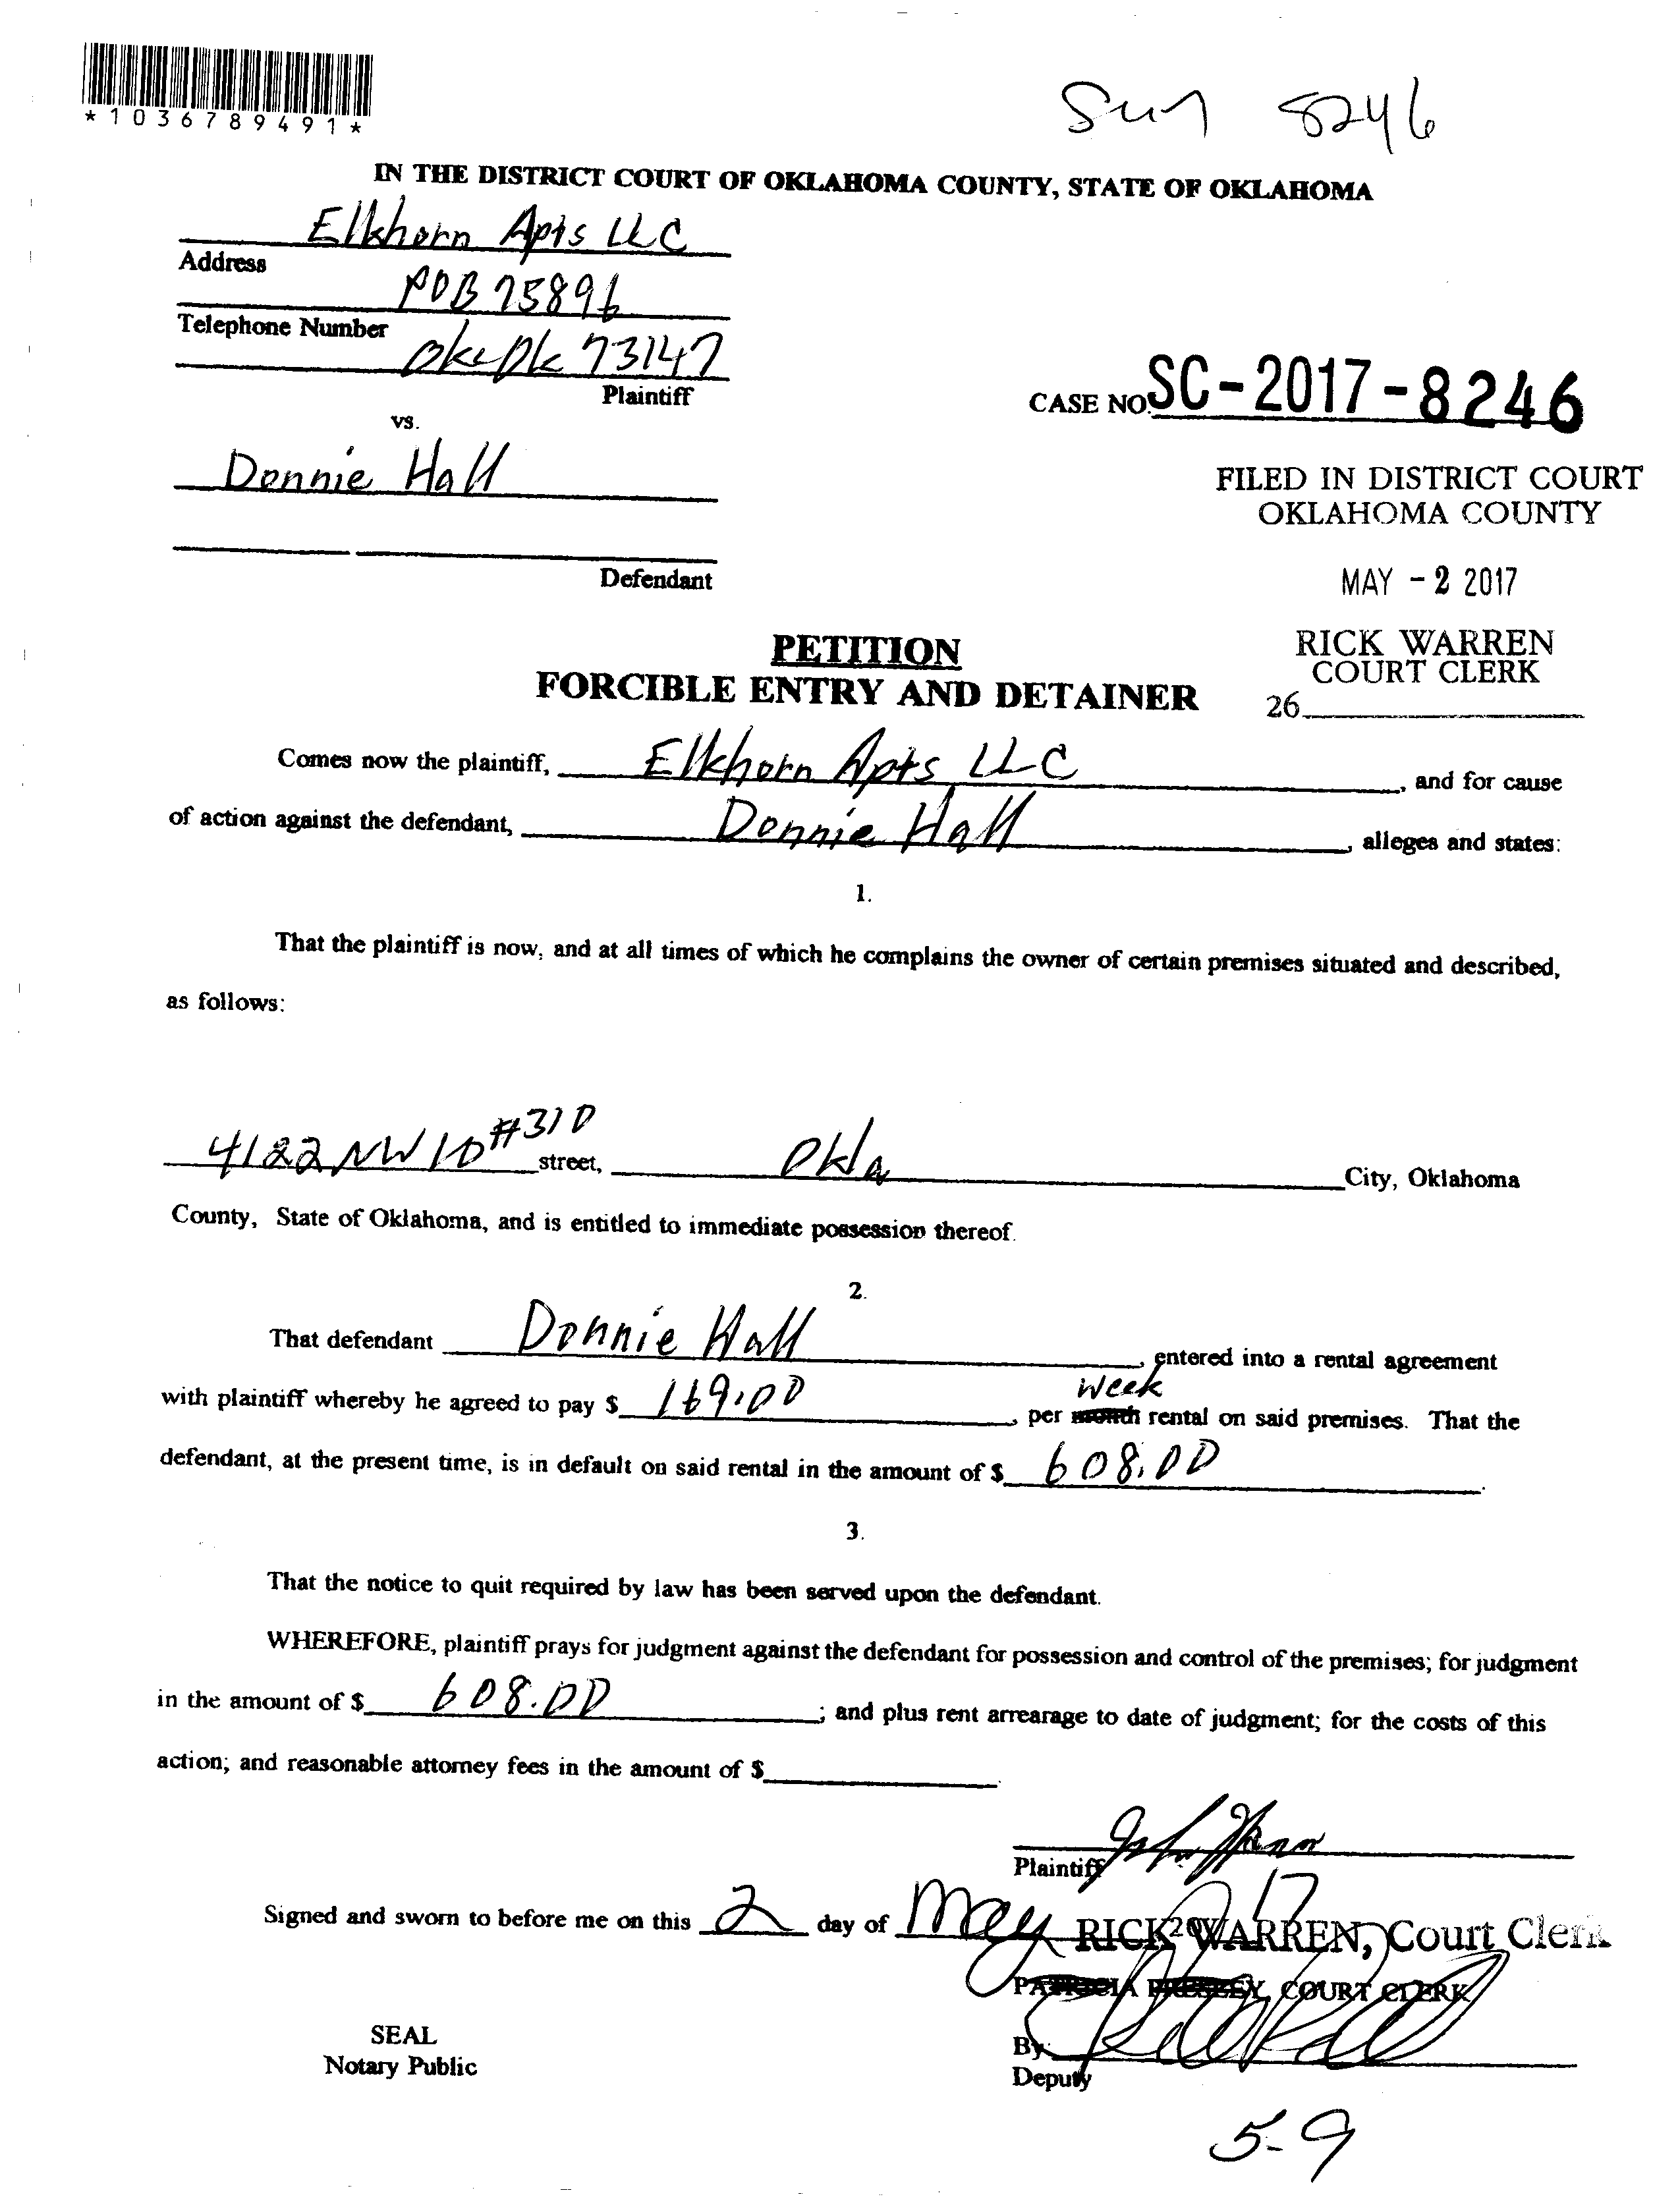 *1036789491*
8246
IN THE DISTRICT COURT OF OKLAHOMA COUNTY, STATE OF OKLAHOMA
Elkhorn Apts LLC
Address
POB 75896
Telephone Number
Okc Ok 73147
Plaintiff
vs.
CASE NO. SC-2017-8246
Donnie Hall
FILED IN DISTRICT COURT
OKLAHOMA COUNTY
Defendant
MAY - 2 2017
PETITION
FORCIBLE ENTRY AND DETAINER
RICK WARREN
COURT CLERK
26
Comes now the plaintiff, Elkhorn Apts LLC, and for cause
of action against the defendant, Donnie Hall, alleges and states:
1.
That the plaintiff is now, and at all times of which he complains the owner of certain premises situated and described,
as follows:
4122 NW 10 #310 street, Okla City, Oklahoma
County, State of Oklahoma, and is entitled to immediate possession thereof.
2.
That defendant Donnie Hall, entered into a rental agreement
with plaintiff whereby he agreed to pay $ 169.00, per month week rental on said premises. That the
defendant, at the present time, is in default on said rental in the amount of $ 608.00.
3.
That the notice to quit required by law has been served upon the defendant.
WHEREFORE, plaintiff prays for judgment against the defendant for possession and control of the premises; for judgment
in the amount of $ 608.00; and plus rent arrearage to date of judgment; for the costs of this
action; and reasonable attorney fees in the amount of $
Plaintiff
Signed and sworn to before me on this 2 day of May 2017
RICK WARREN, Court Clerk
PATRICIA PRESLEY, COURT CLERK
SEAL
Notary Public
By
Deputy
5-9